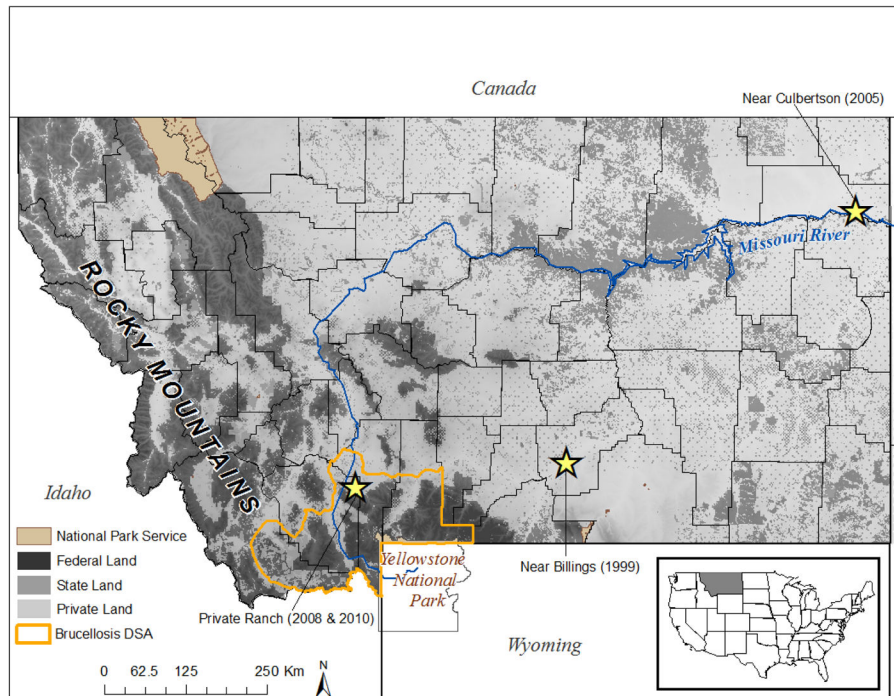 Canada
Near Culbertson (2005)
Missouri River
ROCKY MOUNTAINS
Idaho
National Park Service
Federal Land
State Land
Private Land
Brucellosis DSA
Yellowstone
National
Park
Near Billings (1999)
Private Ranch (2008 & 2010)
Wyoming
0 62.5 125 250 Km
N